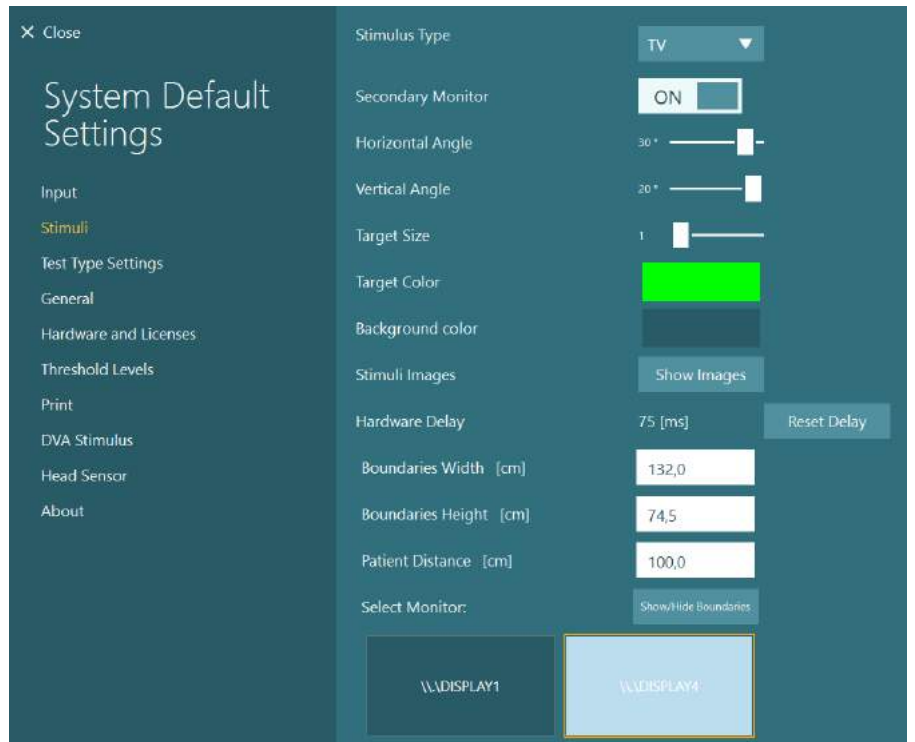 ✕ Close
System Default
Settings
Input
Stimuli
Test Type Settings
General
Hardware and Licenses
Threshold Levels
Print
DVA Stimulus
Head Sensor
About
Stimulus Type TV
Secondary Monitor ON
Horizontal Angle 30 °
Vertical Angle 20 °
Target Size 1
Target Color
Background color
Stimuli Images Show Images
Hardware Delay 75 [ms] Reset Delay
Boundaries Width [cm] 132,0
Boundaries Height [cm] 74,5
Patient Distance [cm] 100,0
Select Monitor: Show/Hide Boundaries
\\.\DISPLAY1 \\.\DISPLAY4